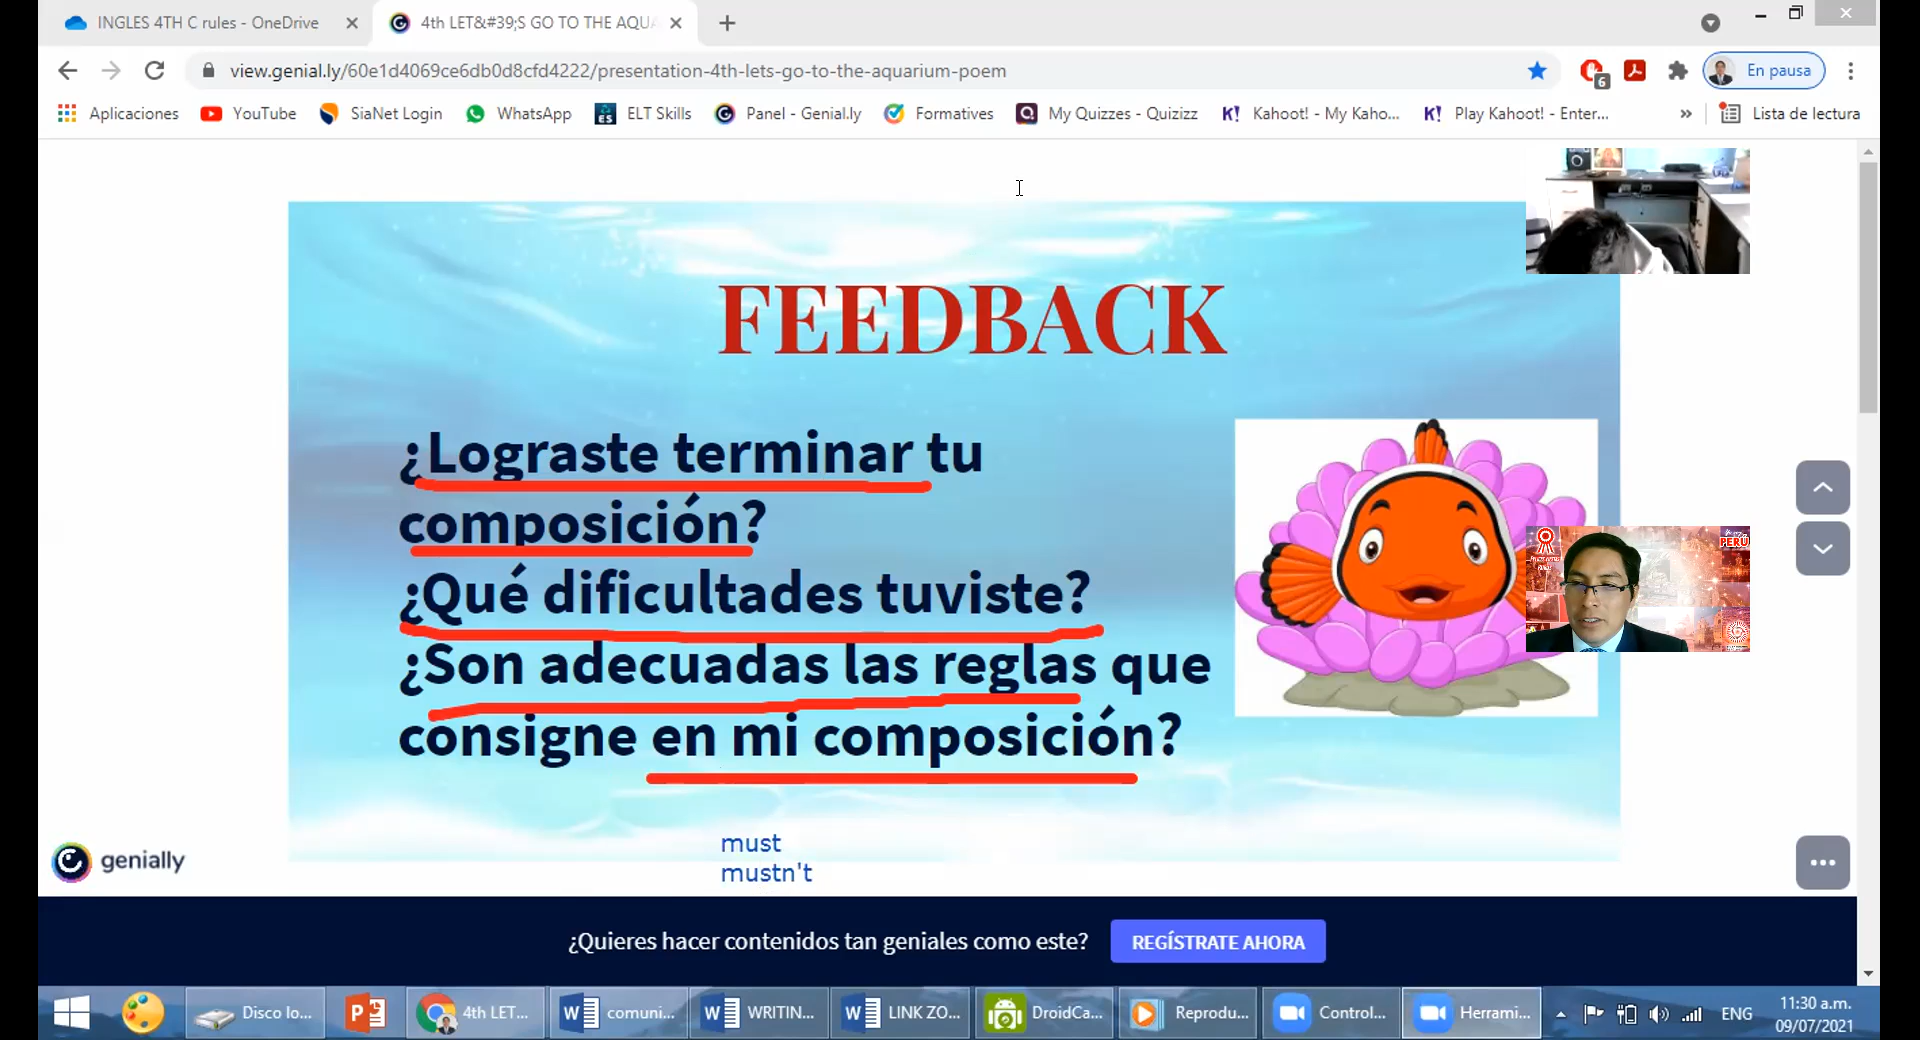 INGLES 4TH C rules - OneDrive
4th LET&#39;S GO TO THE AQUA
view.genial.ly/60e1d4069ce6db0d8cfd4222/presentation-4th-lets-go-to-the-aquarium-poem
6
En pausa
Aplicaciones YouTube SiaNet Login WhatsApp ELT Skills Panel - Genial.ly Formatives My Quizzes - Quizizz Kahoot! - My Kaho... Play Kahoot! - Enter... » Lista de lectura
FEEDBACK
¿Lograste terminar tu
composición?
¿Qué dificultades tuviste?
¿Son adecuadas las reglas que
consigne en mi composición?
PERÚ
must
mustn't
genially
¿Quieres hacer contenidos tan geniales como este? REGÍSTRATE AHORA
Disco lo... 4th LET... comuni... WRITIN... LINK ZO... DroidCa... Reprodu... Control... Herrami... ENG
11:30 a.m.
09/07/2021